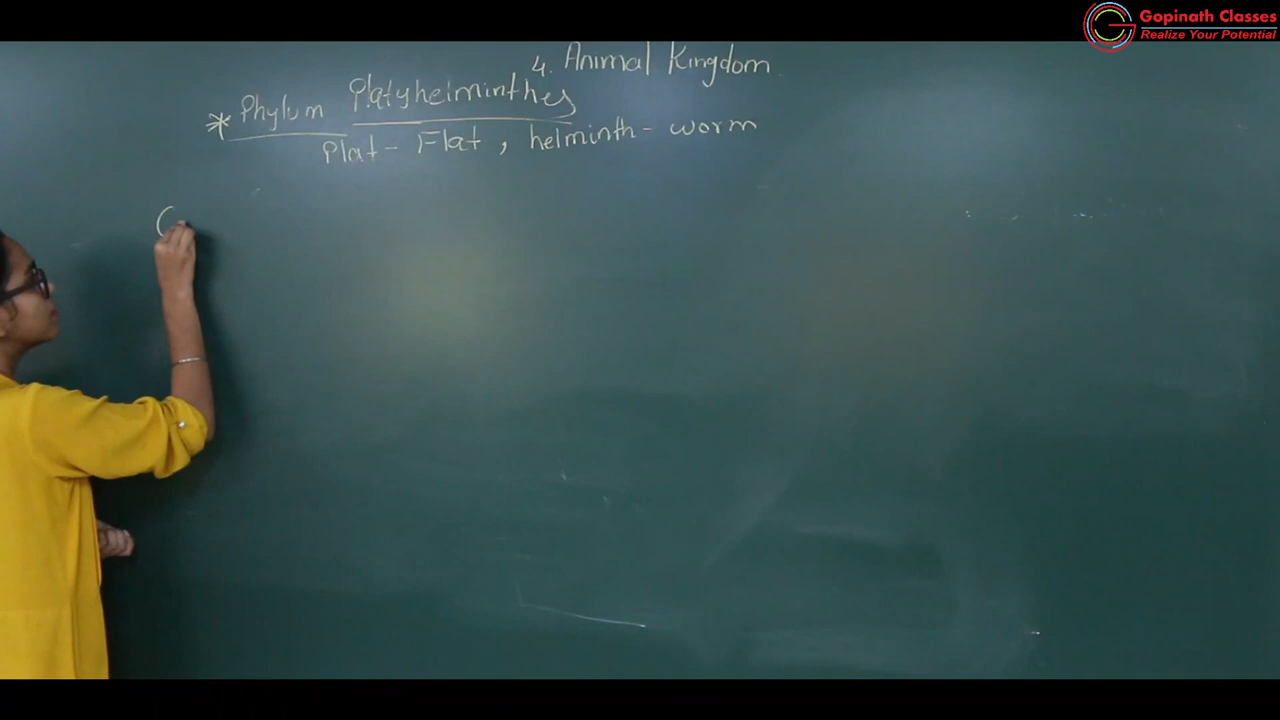 Gopinath Classes
Realize Your Potential
4. Animal Kingdom
* Phylum Platyhelminthes
Plat - Flat, helminth - worm